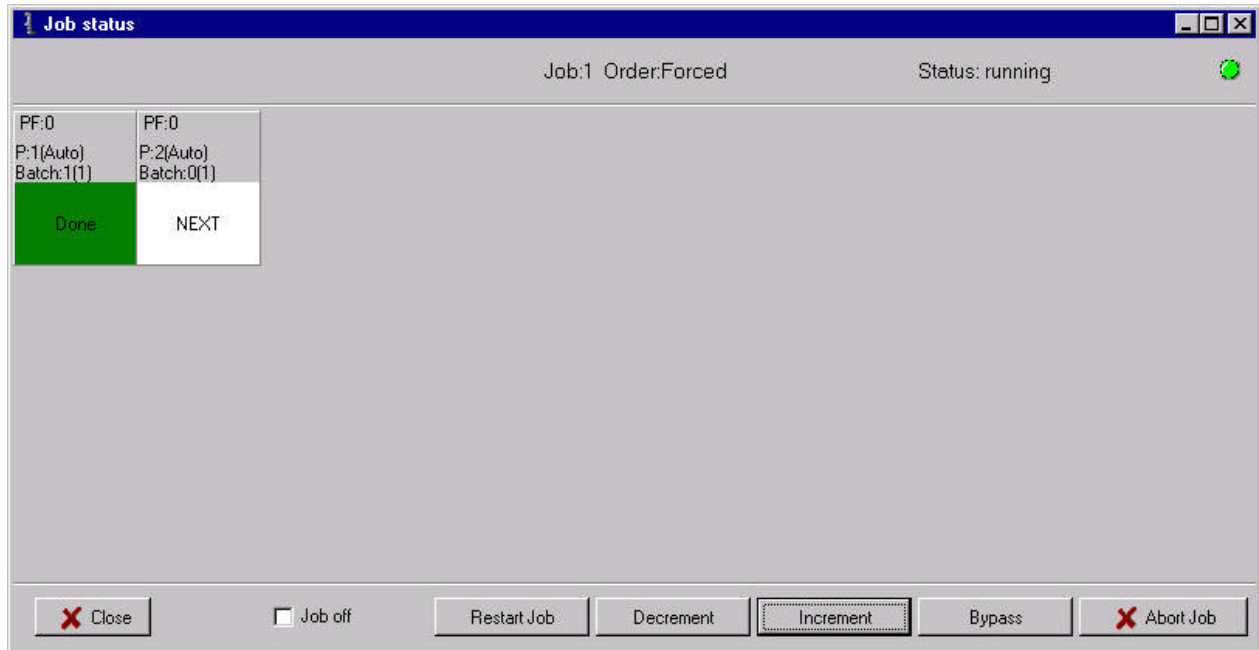 Job status
Job:1 Order:Forced Status: running
PF:0 PF:0
P:1(Auto) P:2(Auto)
Batch:1(1) Batch:0(1)
Done NEXT
Close Job off Restart Job Decrement Increment Bypass Abort Job